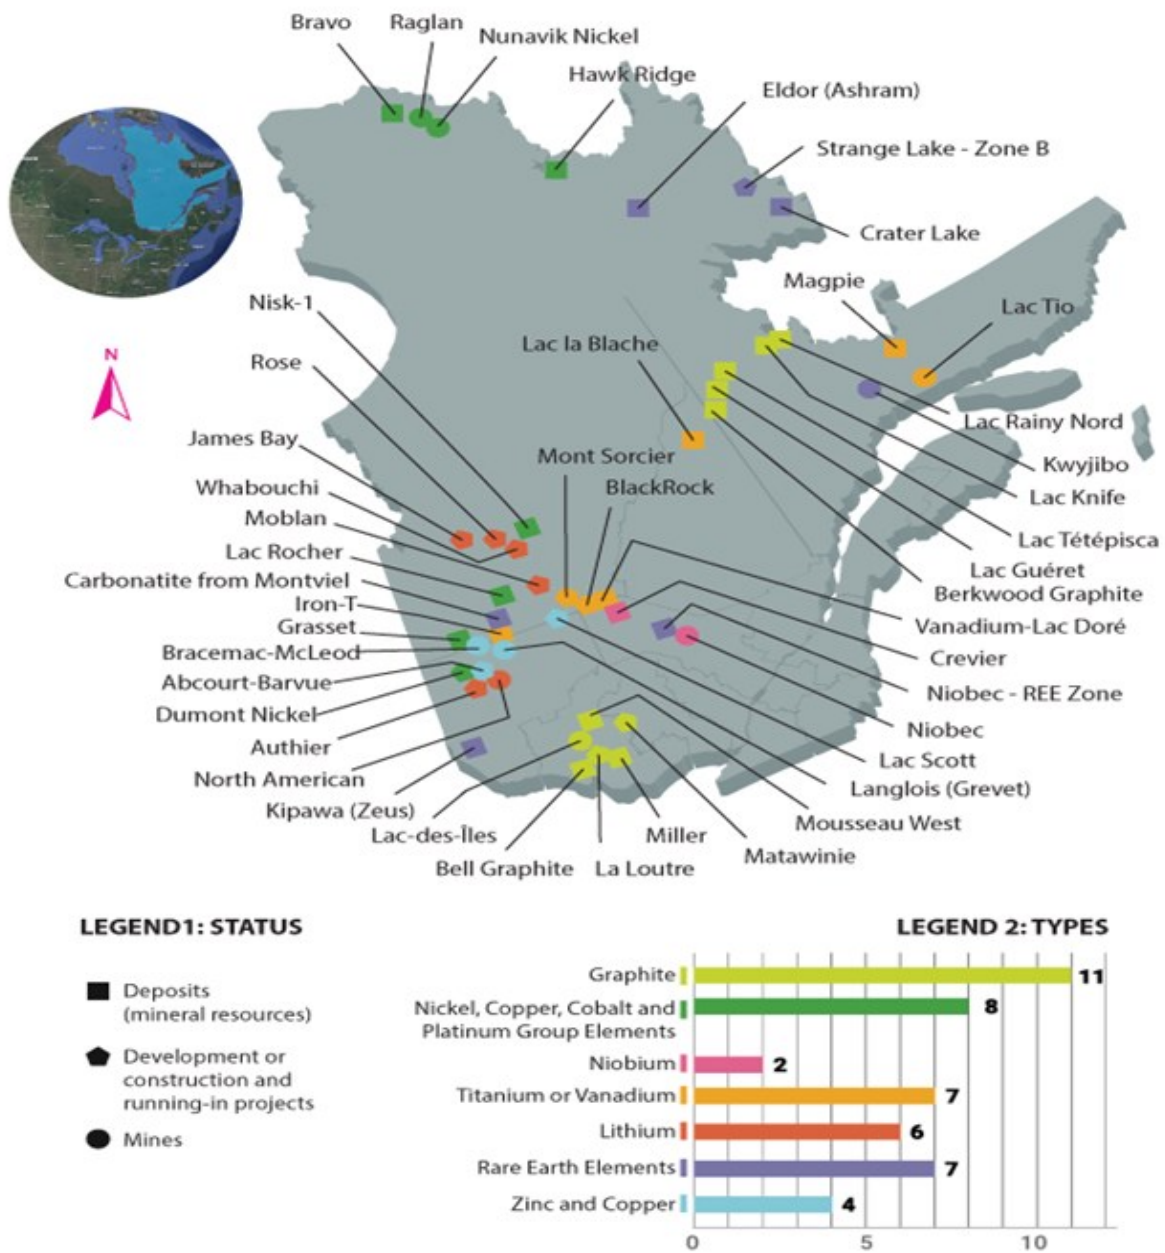 Bravo
Raglan
Nunavik Nickel
Hawk Ridge
Eldor (Ashram)
Strange Lake - Zone B
Crater Lake
Magpie
Lac Tio
Nisk-1
Rose
Lac la Blache
N
James Bay
Whabouchi
Moblan
Lac Rocher
Carbonatite from Montviel
Iron-T
Grasset
Bracemac-McLeod
Abcourt-Barvue
Dumont Nickel
Authier
North American
Kipawa (Zeus)
Lac-des-Îles
Bell Graphite
La Loutre
Miller
Matawinie
Mont Sorcier
BlackRock
Lac Rainy Nord
Kwyjibo
Lac Knife
Lac Tétépisca
Lac Guéret
Berkwood Graphite
Vanadium-Lac Doré
Crevier
Niobec - REE Zone
Niobec
Lac Scott
Langlois (Grevet)
Mousseau West
LEGEND1: STATUS
Deposits
(mineral resources)
Development or
construction and
running-in projects
Mines
LEGEND 2: TYPES
Graphite 11
Nickel, Copper, Cobalt and
Platinum Group Elements 8
Niobium 2
Titanium or Vanadium 7
Lithium 6
Rare Earth Elements 7
Zinc and Copper 4
0 5 10